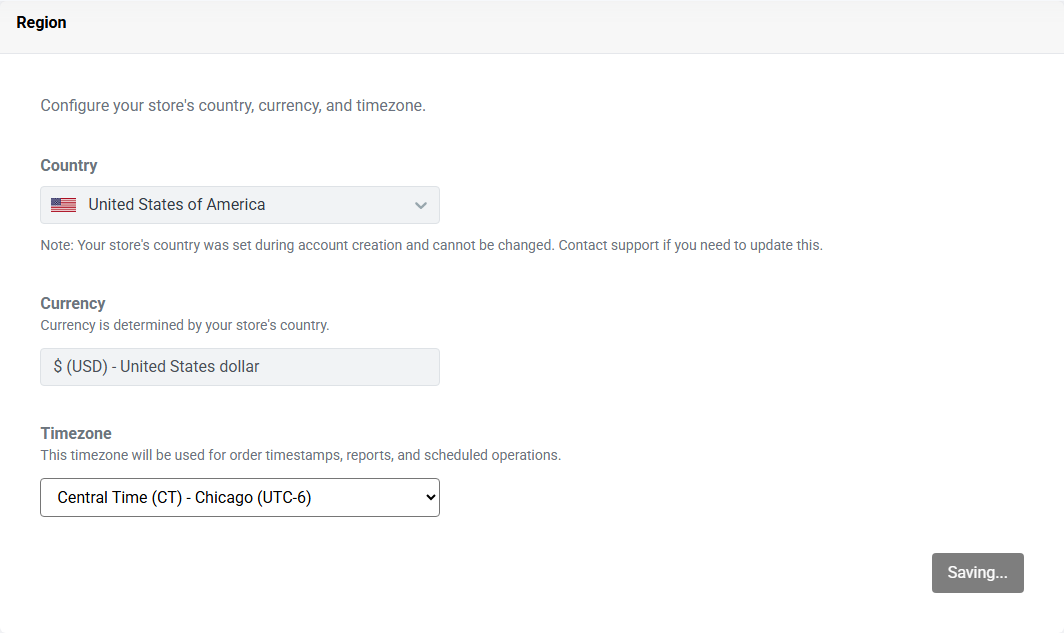 Region
Configure your store's country, currency, and timezone.
Country
United States of America
Note: Your store's country was set during account creation and cannot be changed. Contact support if you need to update this.
Currency
Currency is determined by your store's country.
$ (USD) - United States dollar
Timezone
This timezone will be used for order timestamps, reports, and scheduled operations.
Central Time (CT) - Chicago (UTC-6)
Saving...